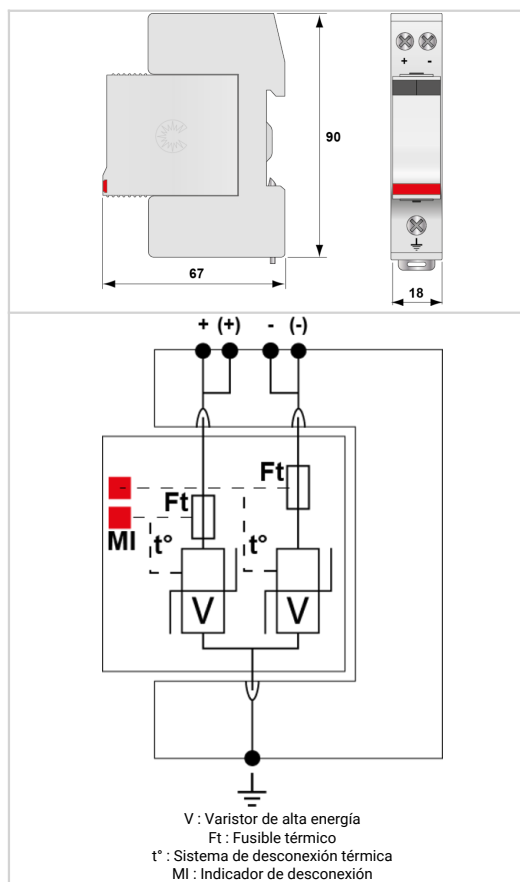 + -
90
67
18
+ (+) - (-)
Ft
Ft
MI
t° t°
V V
V : Varistor de alta energía
Ft : Fusible térmico
t° : Sistema de desconexión térmica
MI : Indicador de desconexión